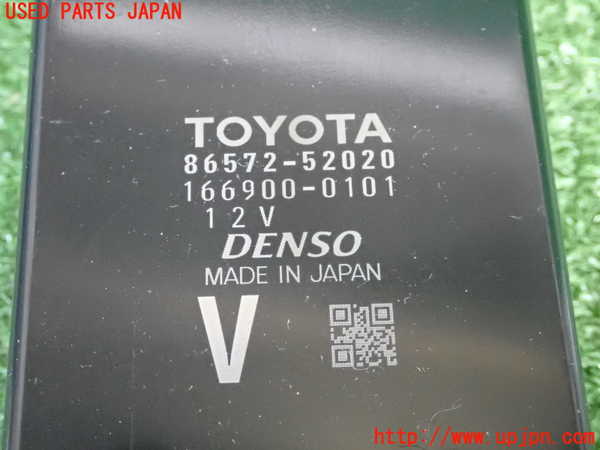 USED PARTS JAPAN
TOYOTA
86572-52020
166900-0101
12V
DENSO
MADE IN JAPAN
V
http://www.upjpn.com/